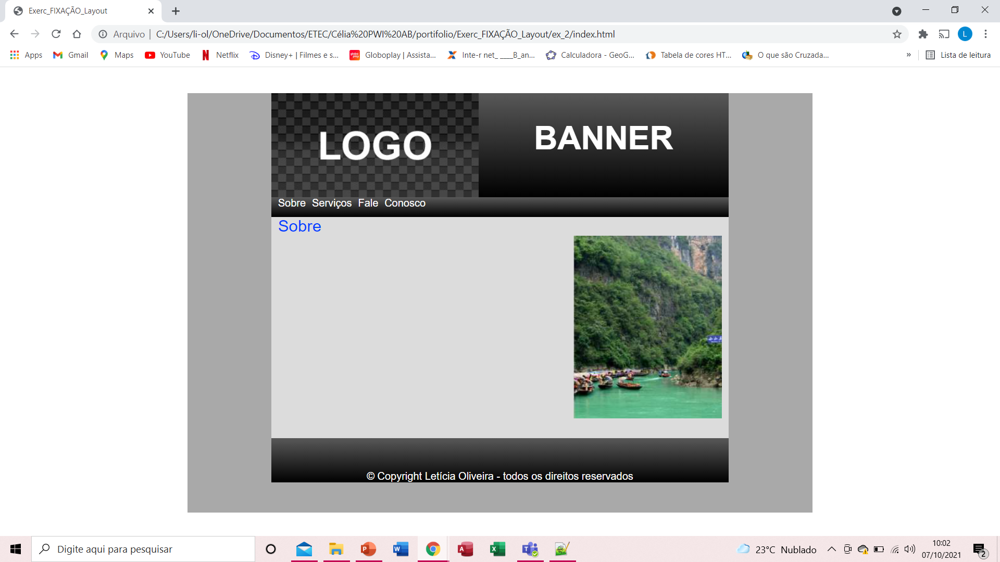 Exerc_FIXAÇÃO_Layout
Arquivo | C:/Users/li-ol/OneDrive/Documentos/ETEC/Célia%20PWI%20AB/portifolio/Exerc_FIXAÇÃO_Layout/ex_2/index.html
L
Apps Gmail Maps YouTube Netflix Disney+ | Filmes e s... Globoplay | Assista... Inte-r net_ ____B_an... Calculadora - GeoG... Tabela de cores HT... O que são Cruzada... » Lista de leitura
LOGO
BANNER
Sobre Serviços Fale Conosco
Sobre
© Copyright Letícia Oliveira - todos os direitos reservados
Digite aqui para pesquisar
23°C Nublado
10:02
07/10/2021
2